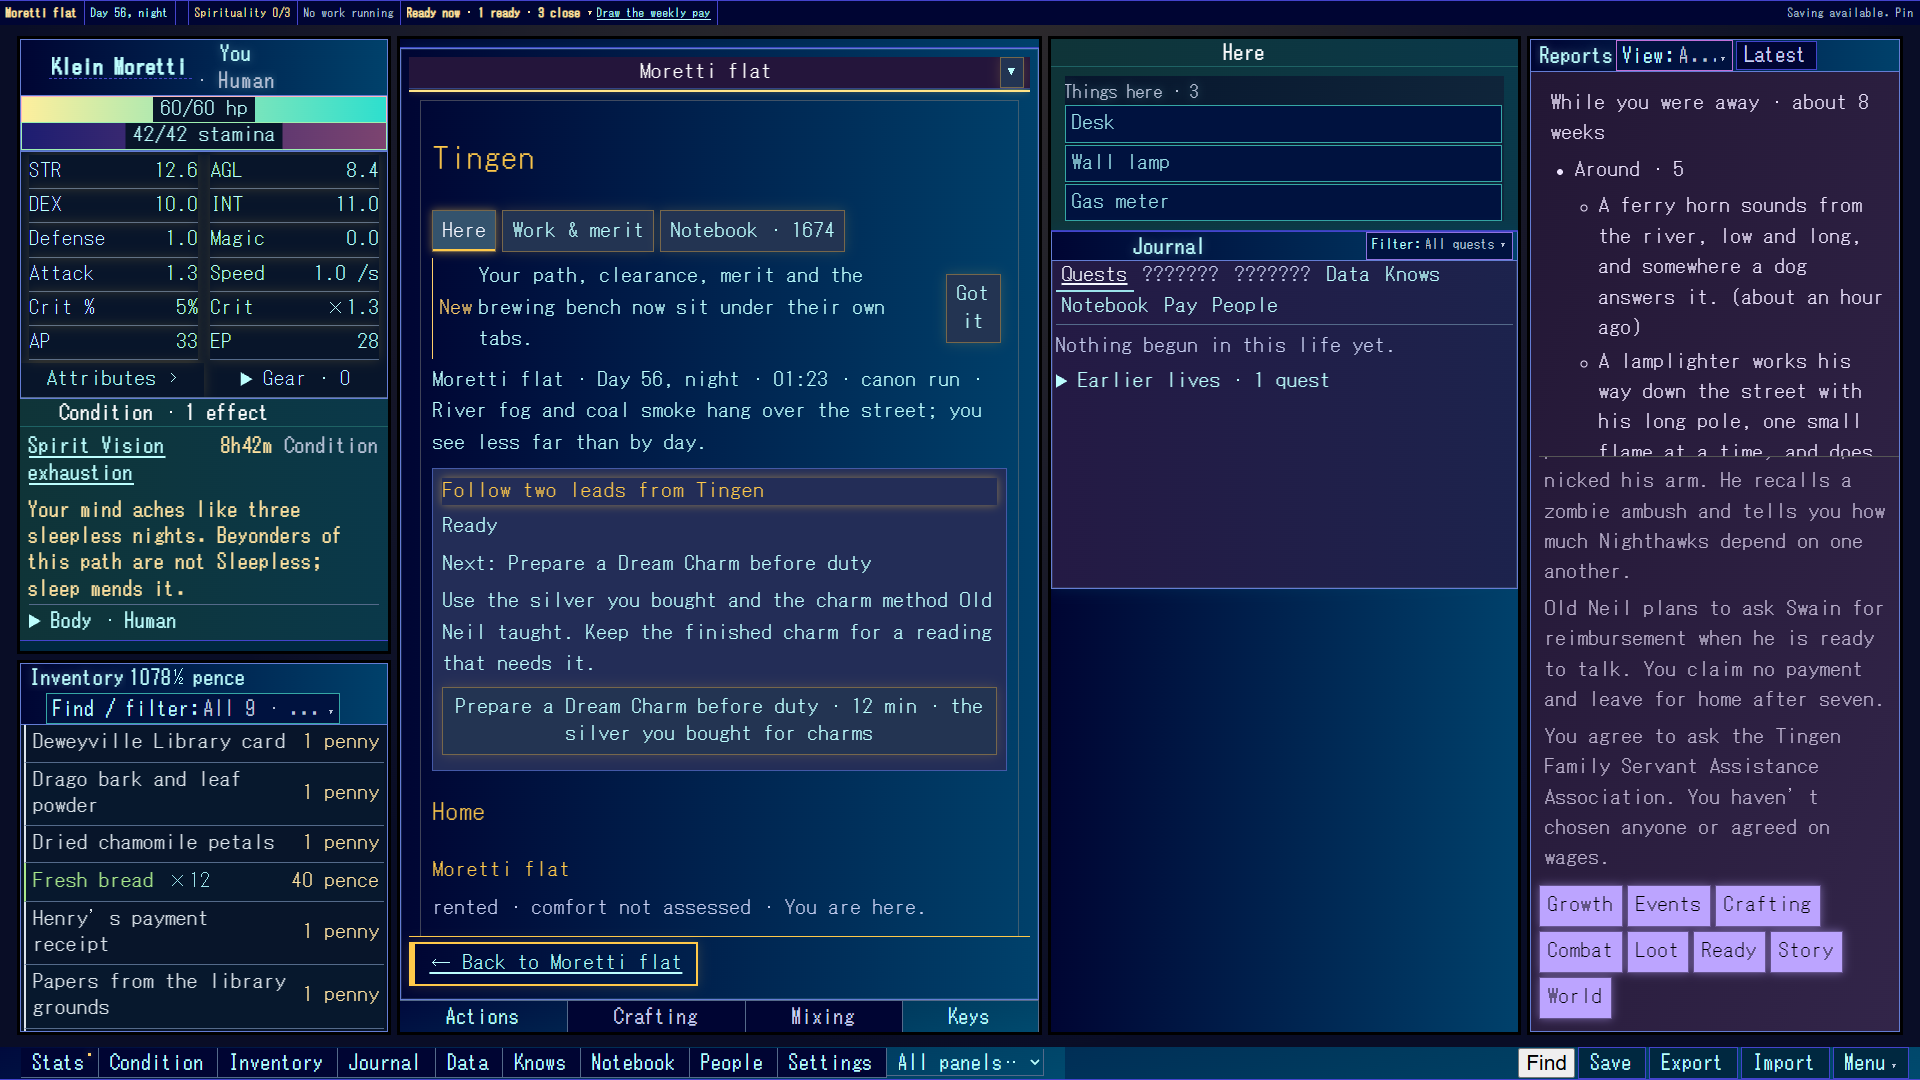 Moretti flat
Day 56, night
Spirituality 0/3
No work running
Ready now · 1 ready · 3 close ▾ Draw the weekly pay
Saving available. Pin
Klein Moretti · You
Human
60/60 hp
42/42 stamina
STR 12.6 AGL 8.4
DEX 10.0 INT 11.0
Defense 1.0 Magic 0.0
Attack 1.3 Speed 1.0 /s
Crit % 5% Crit ×1.3
AP 33 EP 28
Attributes > ▶ Gear · 0
Condition · 1 effect
Spirit Vision 8h42m Condition
exhaustion
Your mind aches like three
sleepless nights. Beyonders of
this path are not Sleepless;
sleep mends it.
▶ Body · Human
Inventory 1078½ pence
Find / filter: All 9 · ... ▾
Deweyville Library card 1 penny
Drago bark and leaf
powder 1 penny
Dried chamomile petals 1 penny
Fresh bread ×12 40 pence
Henry's payment
receipt 1 penny
Papers from the library
grounds 1 penny
Moretti flat ▼
Tingen
Here
Work & merit
Notebook · 1674
New
Your path, clearance, merit and the
brewing bench now sit under their own
tabs.
Got
it
Moretti flat · Day 56, night · 01:23 · canon run ·
River fog and coal smoke hang over the street; you
see less far than by day.
Follow two leads from Tingen
Ready
Next: Prepare a Dream Charm before duty
Use the silver you bought and the charm method Old
Neil taught. Keep the finished charm for a reading
that needs it.
Prepare a Dream Charm before duty · 12 min · the
silver you bought for charms
Home
Moretti flat
rented · comfort not assessed · You are here.
← Back to Moretti flat
Actions Crafting Mixing Keys
Here
Things here · 3
Desk
Wall lamp
Gas meter
Journal
Filter: All quests ▾
Quests ??????? ??????? Data Knows
Notebook Pay People
Nothing begun in this life yet.
▶ Earlier lives · 1 quest
Reports View: A... ▾ Latest
While you were away · about 8
weeks
• Around · 5
◦ A ferry horn sounds from
the river, low and long,
and somewhere a dog
answers it. (about an hour
ago)
◦ A lamplighter works his
way down the street with
his long pole, one small
flame at a time, and does
nicked his arm. He recalls a
zombie ambush and tells you how
much Nighthawks depend on one
another.
Old Neil plans to ask Swain for
reimbursement when he is ready
to talk. You claim no payment
and leave for home after seven.
You agree to ask the Tingen
Family Servant Assistance
Association. You haven't
chosen anyone or agreed on
wages.
Growth Events Crafting
Combat Loot Ready Story
World
Stats Condition Inventory Journal Data Knows Notebook People Settings All panels··
Find Save Export Import Menu ▾